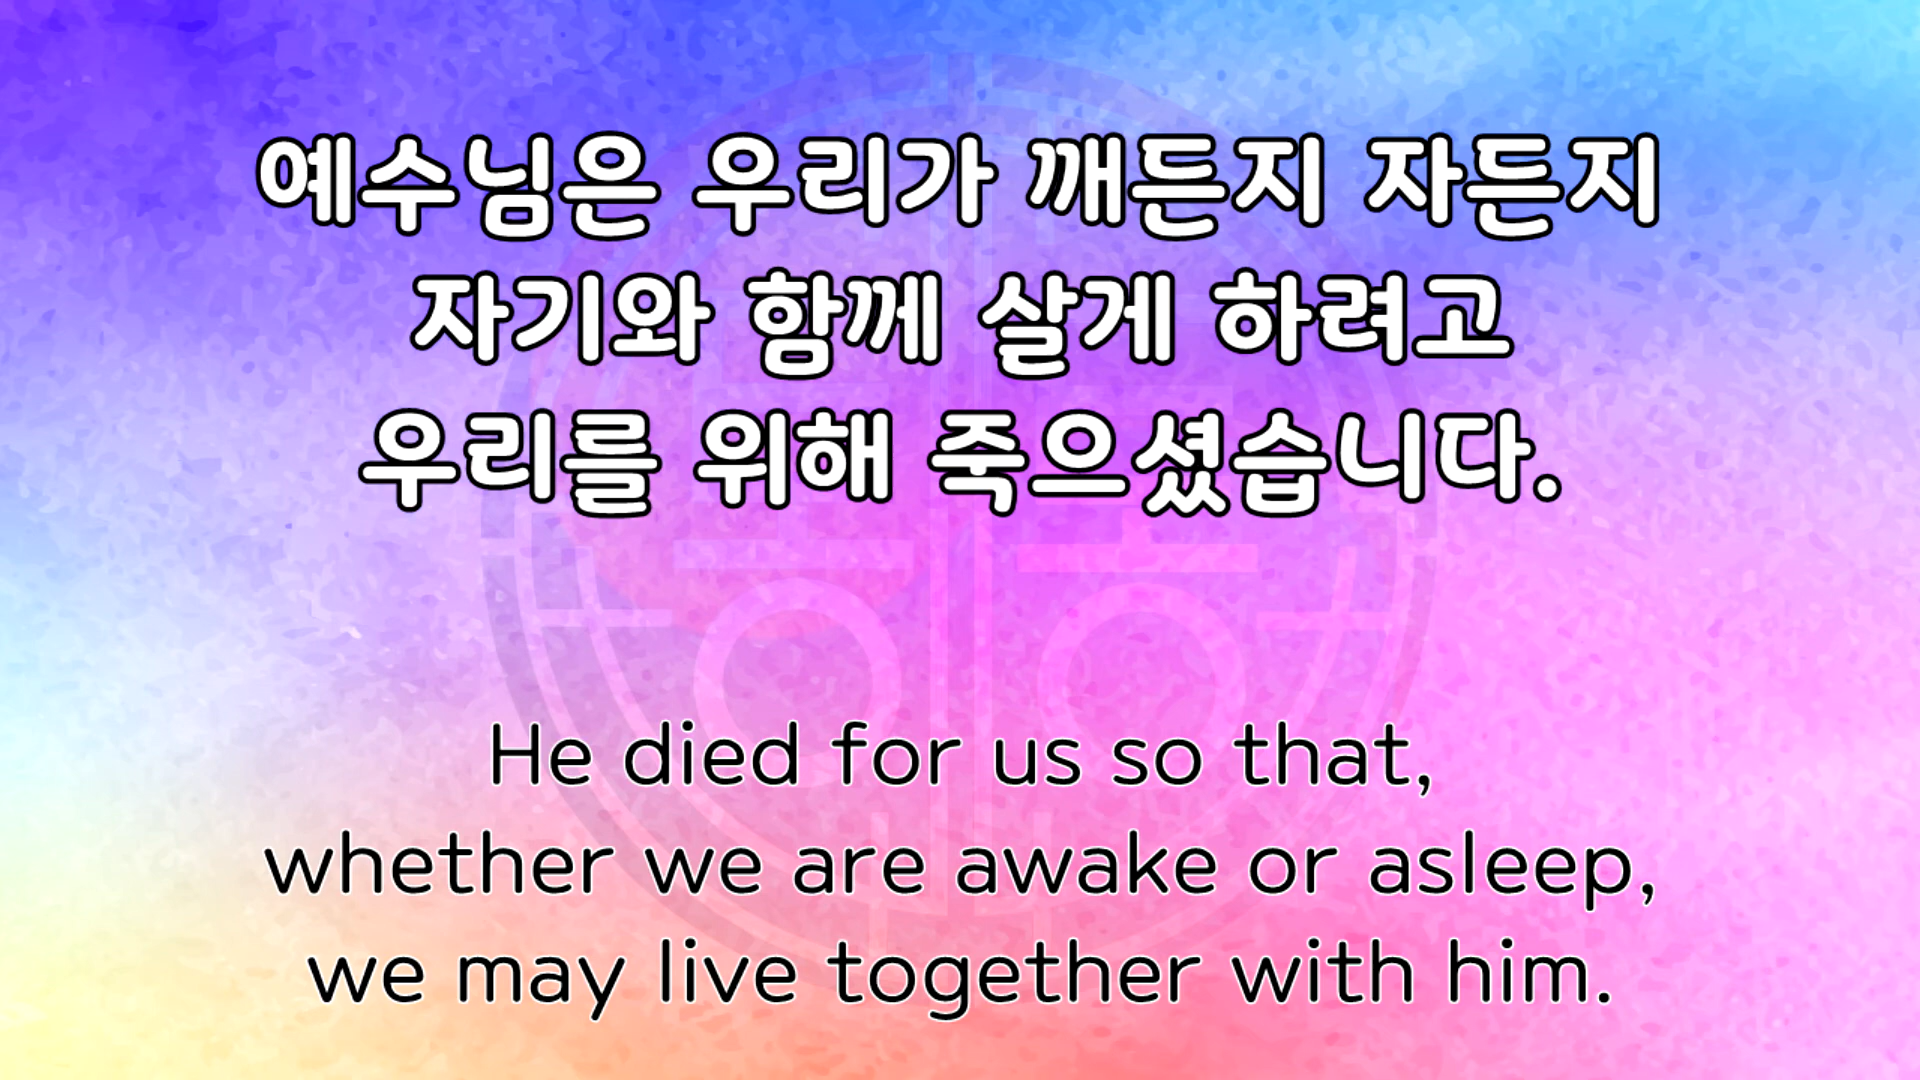 예수님은 우리가 깨든지 자든지
자기와 함께 살게 하려고
우리를 위해 죽으셨습니다.
He died for us so that,
whether we are awake or asleep,
we may live together with him.